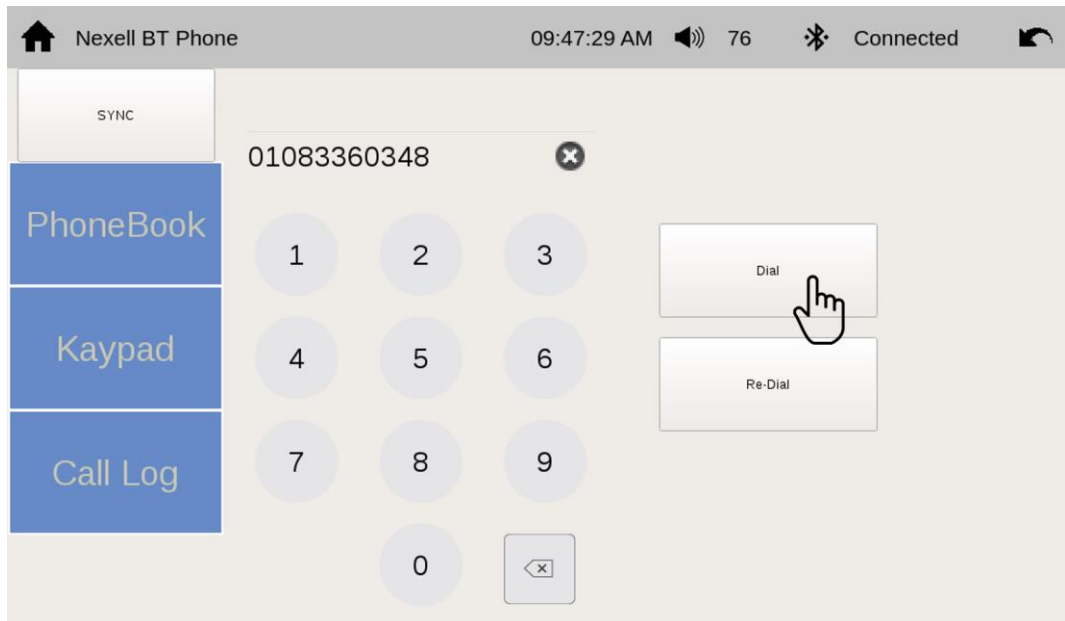 Nexell BT Phone 09:47:29 AM 76 Connected
SYNC
01083360348
PhoneBook
Kaypad
Call Log
1 2 3
4 5 6
7 8 9
0
Dial
Re-Dial